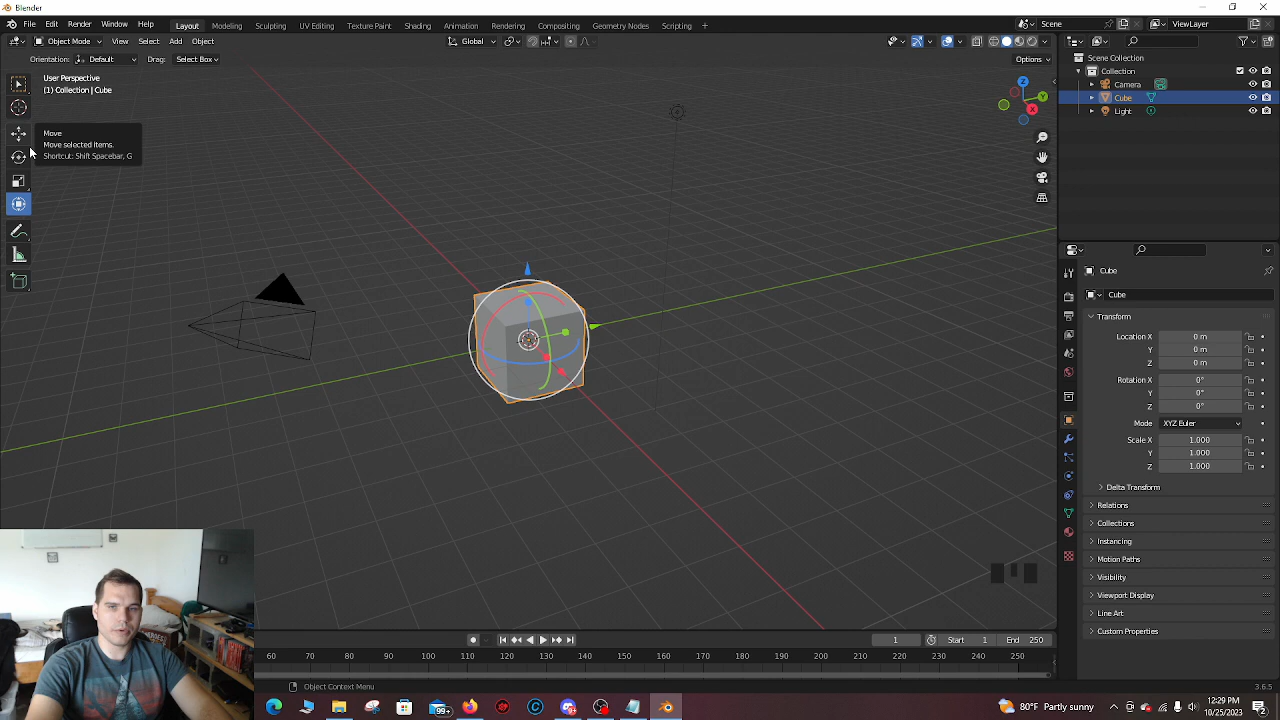 Blender
File Edit Render Window Help
Layout Modeling Sculpting UV Editing Texture Paint Shading Animation Rendering Compositing Geometry Nodes Scripting +
Scene
ViewLayer
Object Mode View Select Add Object
Global
Orientation: Default Drag: Select Box
Options
User Perspective
(1) Collection | Cube
Move
Move selected items.
Shortcut: Shift Spacebar, G
Z
Y
X
Scene Collection
Collection
Camera
Cube
Light
Cube
Cube
Transform
Location X 0 m
Y 0 m
Z 0 m
Rotation X 0°
Y 0°
Z 0°
Mode XYZ Euler
Scale X 1.000
Y 1.000
Z 1.000
Delta Transform
Relations
Collections
Instancing
Motion Paths
Visibility
Viewport Display
Line Art
Custom Properties
1 Start 1 End 250
60 70 80 90 100 110 120 130 140 150 160 170 180 190 200 210 220 230 240 250
Object Context Menu
3.6.5
99+
80°F Partly sunny
12:29 PM
10/25/2023